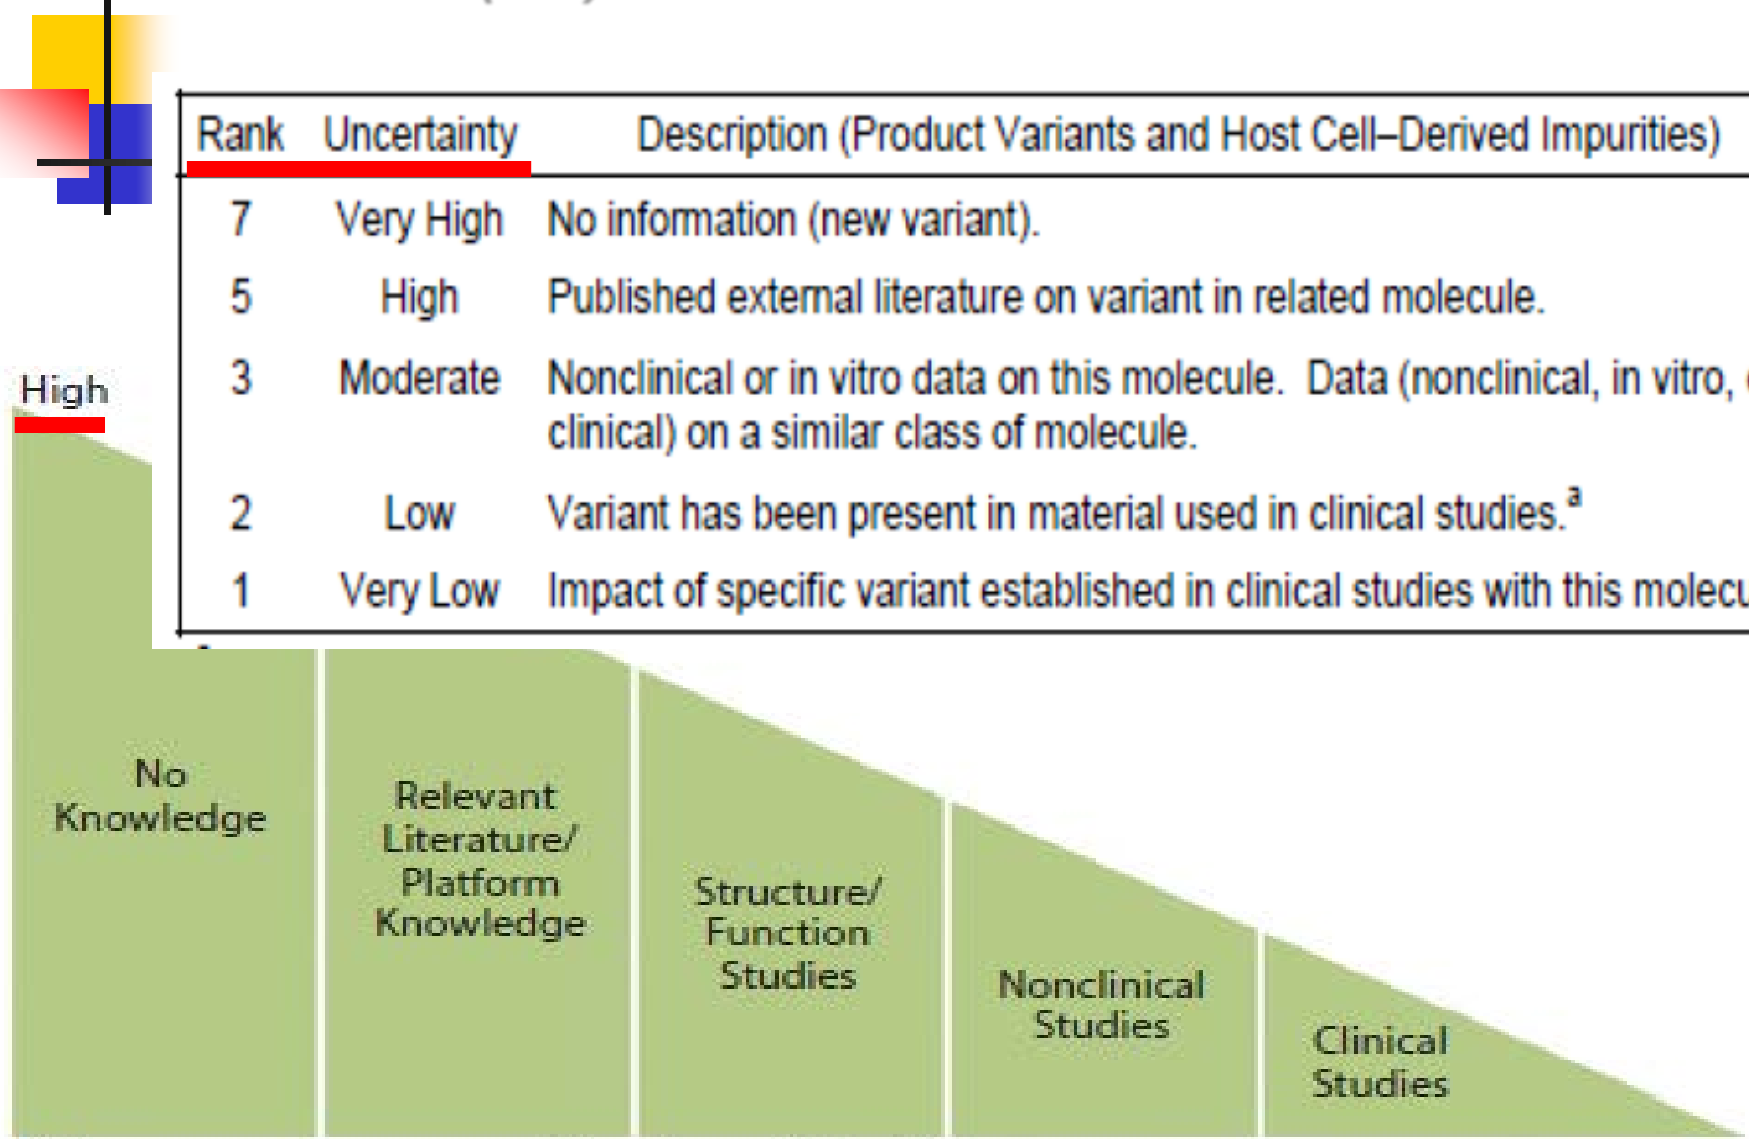 Rank Uncertainty Description (Product Variants and Host Cell–Derived Impurities)
7 Very High No information (new variant).
5 High Published external literature on variant in related molecule.
3 Moderate Nonclinical or in vitro data on this molecule. Data (nonclinical, in vitro,
clinical) on a similar class of molecule.
2 Low Variant has been present in material used in clinical studies.a
1 Very Low Impact of specific variant established in clinical studies with this
High
No
Knowledge
Relevant
Literature/
Platform
Knowledge
Structure/
Function
Studies
Nonclinical
Studies
Clinical
Studies